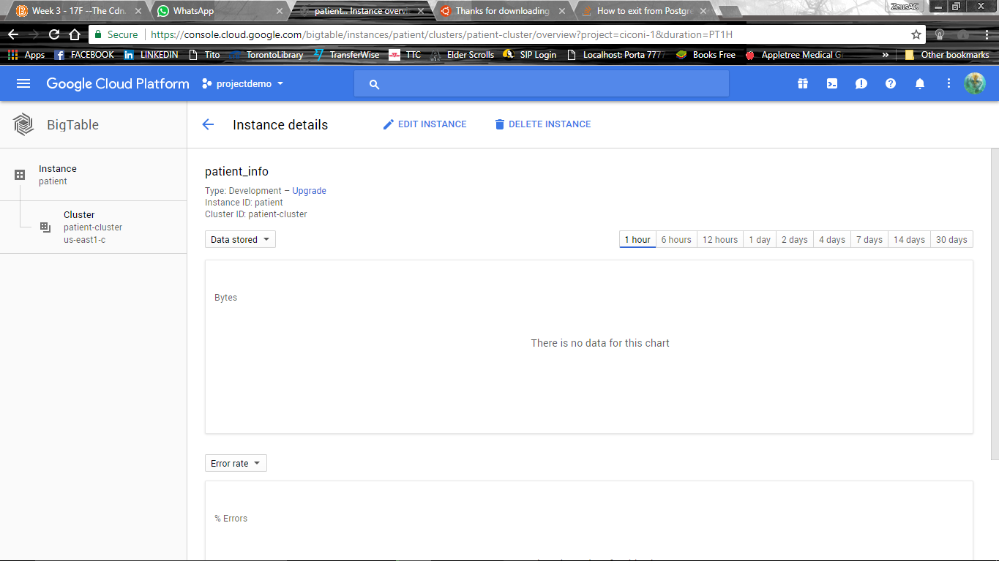 Week 3 - 17F --The Cdn.
WhatsApp
patient... Instance overvi
Thanks for downloading
How to exit from Postgre
ZeusAC
Secure
https://console.cloud.google.com/bigtable/instances/patient/clusters/patient-cluster/overview?project=ciconi-1&duration=PT1H
Apps FACEBOOK LINKEDIN Tito TorontoLibrary TransferWise TTC Elder Scrolls SIP Login Localhost: Porta 777 Books Free Appletree Medical Gr » Other bookmarks
Google Cloud Platform projectdemo
BigTable
Instance details EDIT INSTANCE DELETE INSTANCE
Instance
patient
Cluster
patient-cluster
us-east1-c
patient_info
Type: Development – Upgrade
Instance ID: patient
Cluster ID: patient-cluster
Data stored
1 hour 6 hours 12 hours 1 day 2 days 4 days 7 days 14 days 30 days
Bytes
There is no data for this chart
Error rate
% Errors